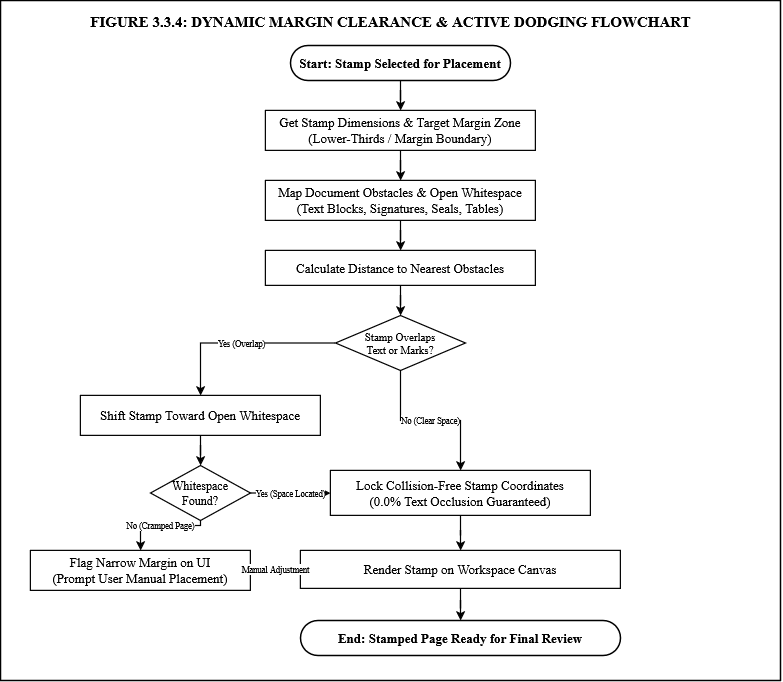 FIGURE 3.3.4: DYNAMIC MARGIN CLEARANCE & ACTIVE DODGING FLOWCHART
Start: Stamp Selected for Placement
Get Stamp Dimensions & Target Margin Zone
(Lower-Thirds / Margin Boundary)
Map Document Obstacles & Open Whitespace
(Text Blocks, Signatures, Seals, Tables)
Calculate Distance to Nearest Obstacles
Stamp Overlaps
Text or Marks?
Yes (Overlap)
Shift Stamp Toward Open Whitespace
No (Clear Space)
Whitespace
Found?
Yes (Space Located)
Lock Collision-Free Stamp Coordinates
(0.0% Text Occlusion Guaranteed)
No (Cramped Page)
Flag Narrow Margin on UI
(Prompt User Manual Placement)
Manual Adjustment
Render Stamp on Workspace Canvas
End: Stamped Page Ready for Final Review